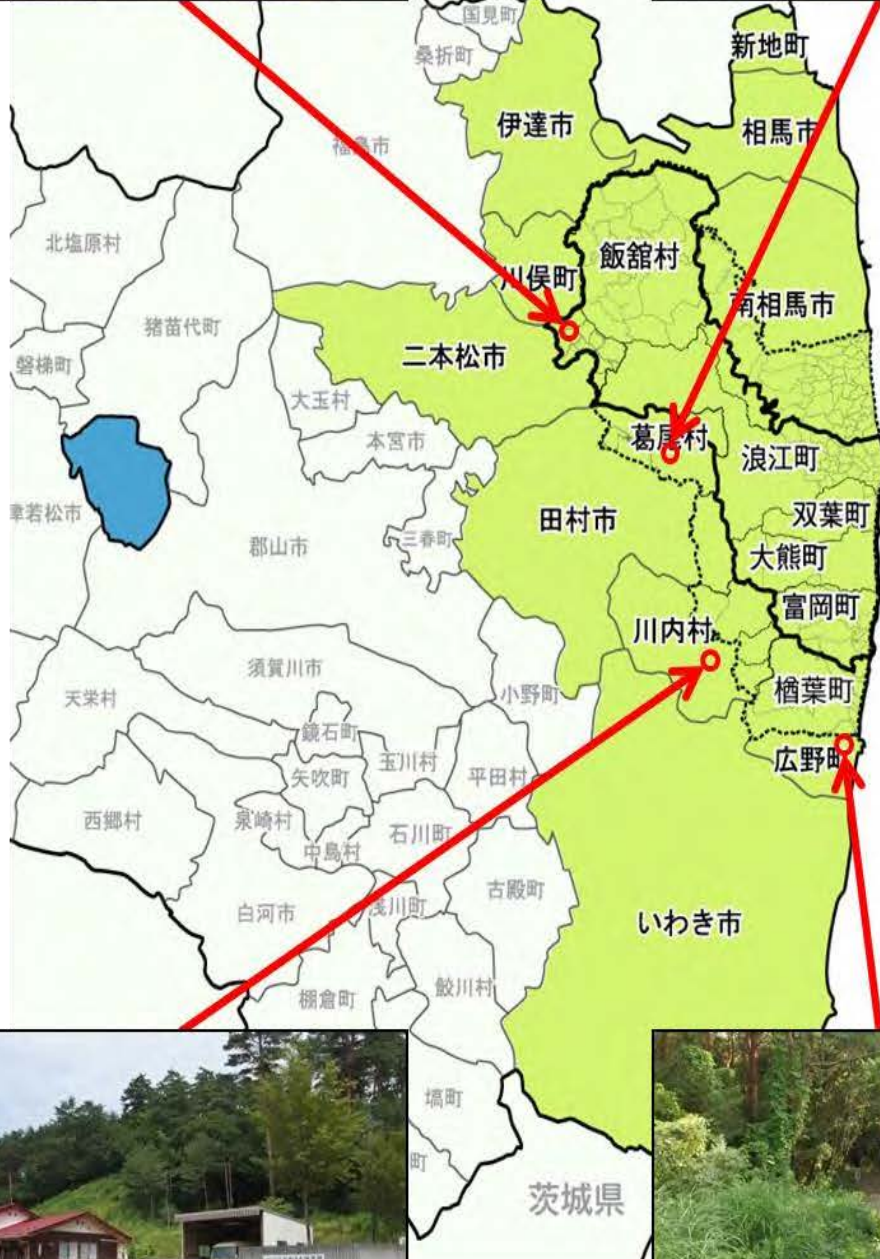 国見町
桑折町
新地町
伊達市
相馬市
福島市
北塩原村
飯舘村
川俣町
南相馬市
猪苗代町
二本松市
磐梯町
大玉村
本宮市
葛尾村
浪江町
津若松市
田村市
双葉町
三春町
郡山市
大熊町
富岡町
川内村
須賀川市
小野町
楢葉町
天栄村
鏡石町
玉川村
広野町
矢吹町
平田村
西郷村
泉崎村
石川町
中島村
古殿町
浅川町
白河市
いわき市
鮫川村
棚倉町
塙町
町
茨城県